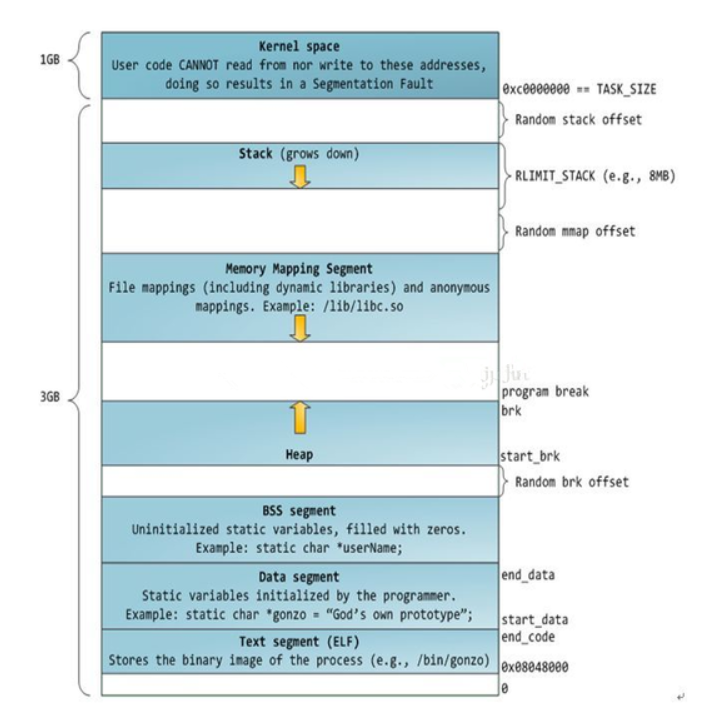 1GB
Kernel space
User code CANNOT read from nor write to these addresses,
doing so results in a Segmentation Fault
0xc0000000 == TASK_SIZE
Random stack offset
Stack (grows down)
RLIMIT_STACK (e.g., 8MB)
Random mmap offset
Memory Mapping Segment
File mappings (including dynamic libraries) and anonymous
mappings. Example: /lib/libc.so
3GB
program break
brk
Heap
start_brk
Random brk offset
BSS segment
Uninitialized static variables, filled with zeros.
Example: static char *userName;
Data segment
end_data
Static variables initialized by the programmer.
Example: static char *gonzo = “God's own prototype”;
start_data
end_code
Text segment (ELF)
Stores the binary image of the process (e.g., /bin/gonzo)
0x08048000
0